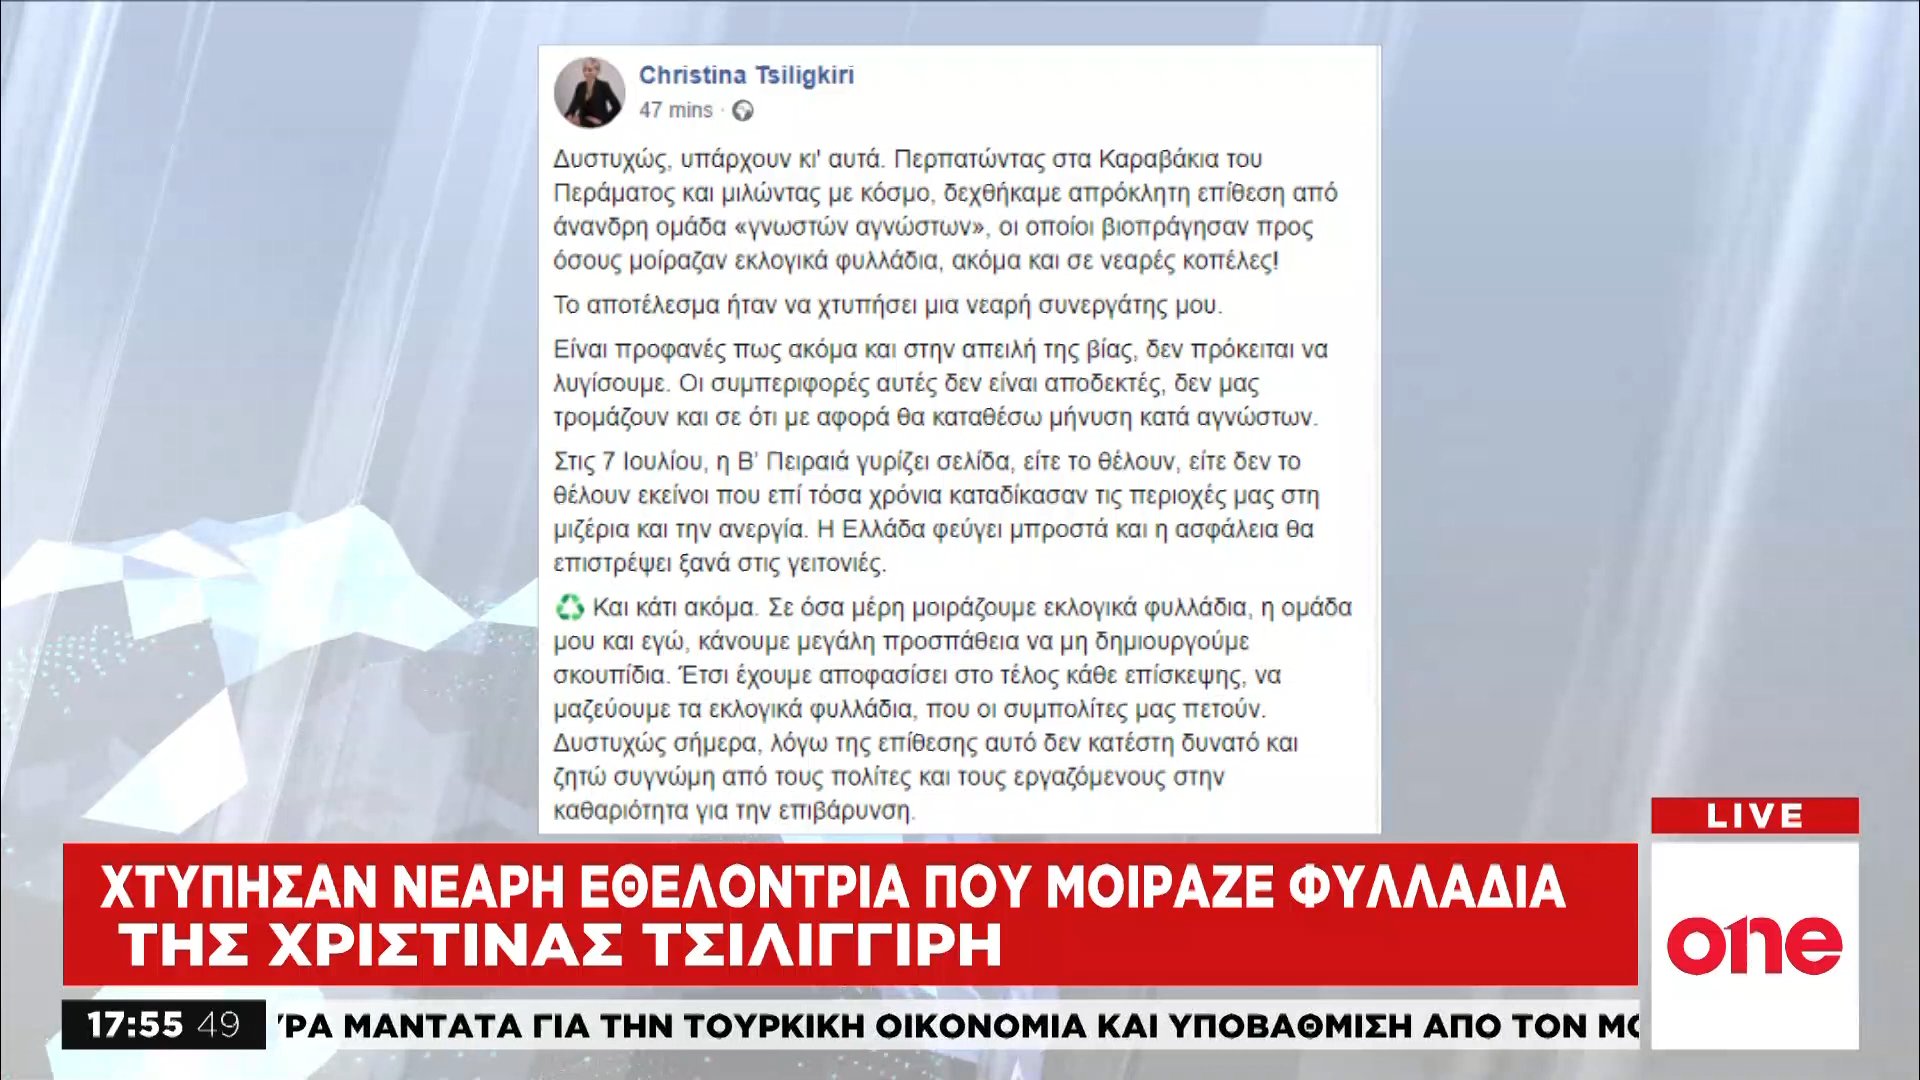 Christina Tsiligkiri
47 mins ·
Δυστυχώς, υπάρχουν κι' αυτά. Περπατώντας στα Καραβάκια του
Περάματος και μιλώντας με κόσμο, δεχθήκαμε απρόκλητη επίθεση από
άνανδρη ομάδα «γνωστών αγνώστων», οι οποίοι βιοπράγησαν προς
όσους μοίραζαν εκλογικά φυλλάδια, ακόμα και σε νεαρές κοπέλες!
Το αποτέλεσμα ήταν να χτυπήσει μια νεαρή συνεργάτης μου.
Είναι προφανές πως ακόμα και στην απειλή της βίας, δεν πρόκειται να
λυγίσουμε. Οι συμπεριφορές αυτές δεν είναι αποδεκτές, δεν μας
τρομάζουν και σε ότι με αφορά θα καταθέσω μήνυση κατά αγνώστων.
Στις 7 Ιουλίου, η Β' Πειραιά γυρίζει σελίδα, είτε το θέλουν, είτε δεν το
θέλουν εκείνοι που επί τόσα χρόνια καταδίκασαν τις περιοχές μας στη
μιζέρια και την ανεργία. Η Ελλάδα φεύγει μπροστά και η ασφάλεια θα
επιστρέψει ξανά στις γειτονιές.
♻ Και κάτι ακόμα. Σε όσα μέρη μοιράζουμε εκλογικά φυλλάδια, η ομάδα
μου και εγώ, κάνουμε μεγάλη προσπάθεια να μη δημιουργούμε
σκουπίδια. Έτσι έχουμε αποφασίσει στο τέλος κάθε επίσκεψης, να
μαζεύουμε τα εκλογικά φυλλάδια, που οι συμπολίτες μας πετούν.
Δυστυχώς σήμερα, λόγω της επίθεσης αυτό δεν κατέστη δυνατό και
ζητώ συγνώμη από τους πολίτες και τους εργαζόμενους στην
καθαριότητα για την επιβάρυνση.
LIVE
ΧΤΥΠΗΣΑΝ ΝΕΑΡΗ ΕΘΕΛΟΝΤΡΙΑ ΠΟΥ ΜΟΙΡΑΖΕ ΦΥΛΛΑΔΙΑ
ΤΗΣ ΧΡΙΣΤΙΝΑΣ ΤΣΙΛΙΓΓΙΡΗ
one
17:55 49
ΡΑ ΜΑΝΤΑΤΑ ΓΙΑ ΤΗΝ ΤΟΥΡΚΙΚΗ ΟΙΚΟΝΟΜΙΑ ΚΑΙ ΥΠΟΒΑΘΜΙΣΗ ΑΠΟ ΤΟΝ